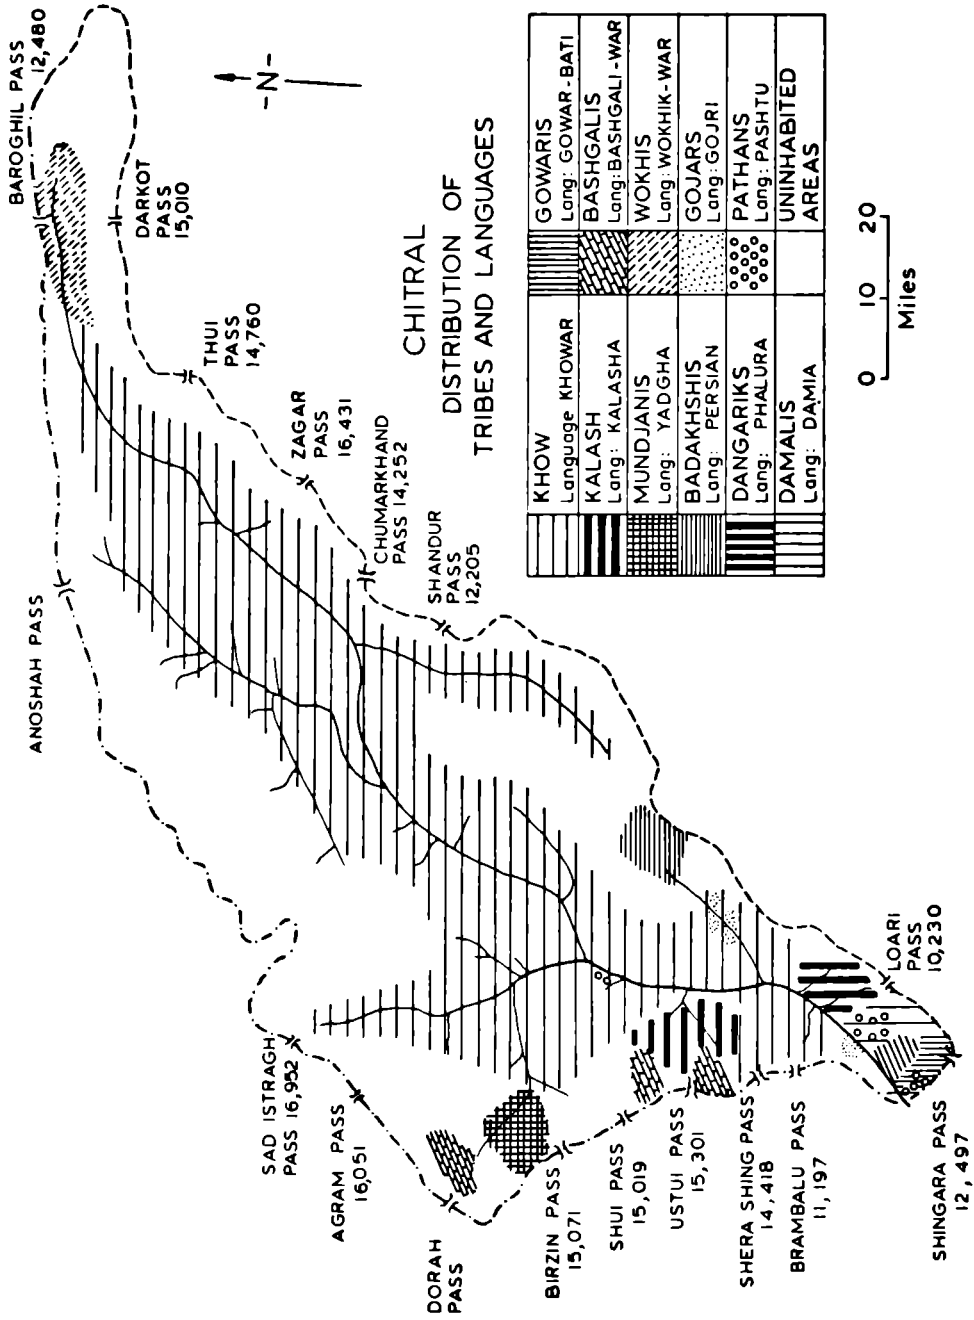 BAROGHIL PASS
12,480
-N-
DARKOT
PASS
15,010
THUI
PASS
14,760
ZAGAR
PASS
16,431
CHUMARKHAND
PASS 14,252
SHANDUR
PASS
12,205
ANOSHAH PASS
SAD ISTRAGH
PASS 16,952
AGRAM PASS
16,051
DORAH
PASS
BIRZIN PASS
15,071
SHUI PASS
15,019
USTUI PASS
15,301
SHERA SHING PASS
14,418
BRAMBALU PASS
11,197
SHINGARA PASS
12,497
LOARI
PASS
10,230
CHITRAL
DISTRIBUTION OF
TRIBES AND LANGUAGES
KHOW
Language KHOWAR
KALASH
Lang: KALASHA
MUNDJANIS
Lang: YADGHA
BADAKHSHIS
Lang: PERSIAN
DANGARIKS
Lang: PHALURA
DAMALIS
Lang: DAMIA
GOWARIS
Lang: GOWAR-BATI
BASHGALIS
Lang: BASHGALI-WAR
WOKHIS
Lang: WOKHIK-WAR
GOJARS
Lang: GOJRI
PATHANS
Lang: PASHTU
UNINHABITED
AREAS
0 10 20
Miles